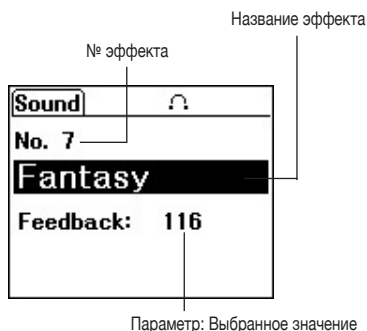 Название эффекта
№ эффекта
Sound
No. 7
Fantasy
Feedback: 116
Параметр: Выбранное значение